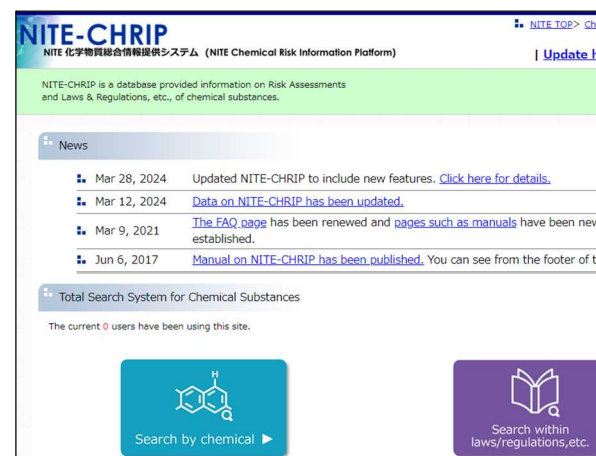 NITE-CHRIP
NITE 化学物質総合情報提供システム (NITE Chemical Risk Information Platform)
NITE TOP>
| Update
NITE-CHRIP is a database provided information on Risk Assessments
and Laws & Regulations, etc., of chemical substances.
News
Mar 28, 2024 Updated NITE-CHRIP to include new features. Click here for details.
Mar 12, 2024 Data on NITE-CHRIP has been updated.
Mar 9, 2021 The FAQ page has been renewed and pages such as manuals have been
established.
Jun 6, 2017 Manual on NITE-CHRIP has been published. You can see from the footer of
Total Search System for Chemical Substances
The current 0 users have been using this site.
H
Search by chemical ▶
Search within
laws/regulations,etc.